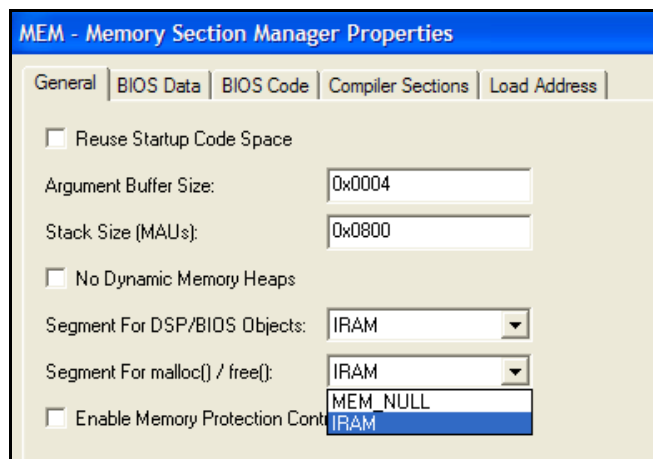 MEM - Memory Section Manager Properties
General BIOS Data BIOS Code Compiler Sections Load Address
Reuse Startup Code Space
Argument Buffer Size: 0x0004
Stack Size (MAUs): 0x0800
No Dynamic Memory Heaps
Segment For DSP/BIOS Objects: IRAM
Segment For malloc() / free(): IRAM
MEM_NULL
Enable Memory Protection IRAM